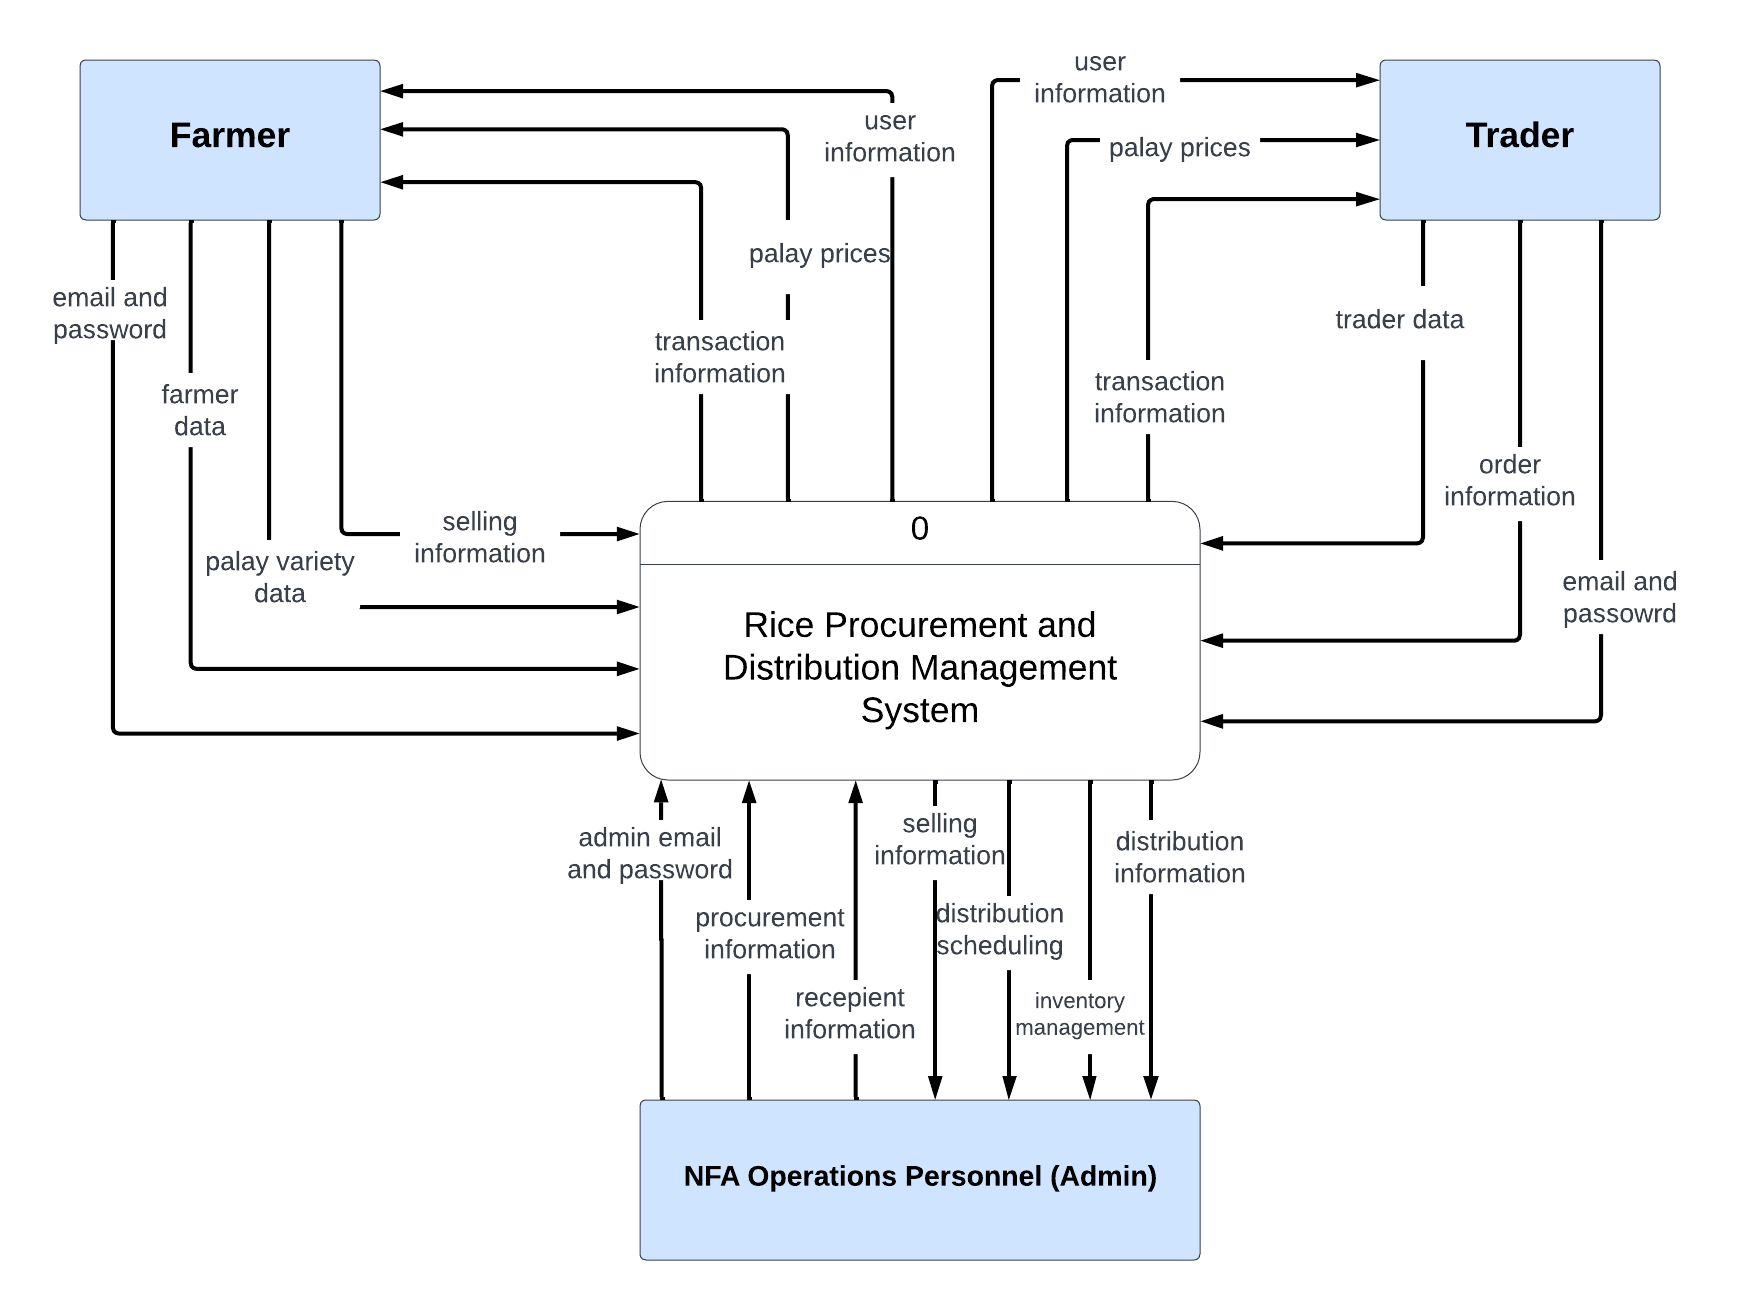 Farmer
user
information
user
information
palay prices
Trader
palay prices
email and
password
transaction
information
trader data
farmer
data
transaction
information
order
information
selling
information
palay variety
data
0
email and
passowrd
Rice Procurement and
Distribution Management
System
admin email
and password
selling
information
distribution
information
procurement
information
distribution
scheduling
recepient
information
inventory
management
NFA Operations Personnel (Admin)